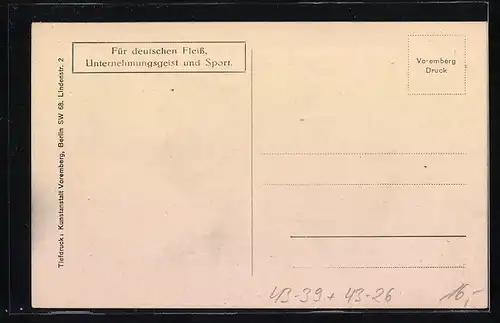 Für deutschen Fleiß,
Unternehmungsgeist und Sport.
Voremberg
Druck
Tiefdruck: Kunstanstalt Voremberg, Berlin SW 68, Lindenstr. 2
43-39+43-26
16,-